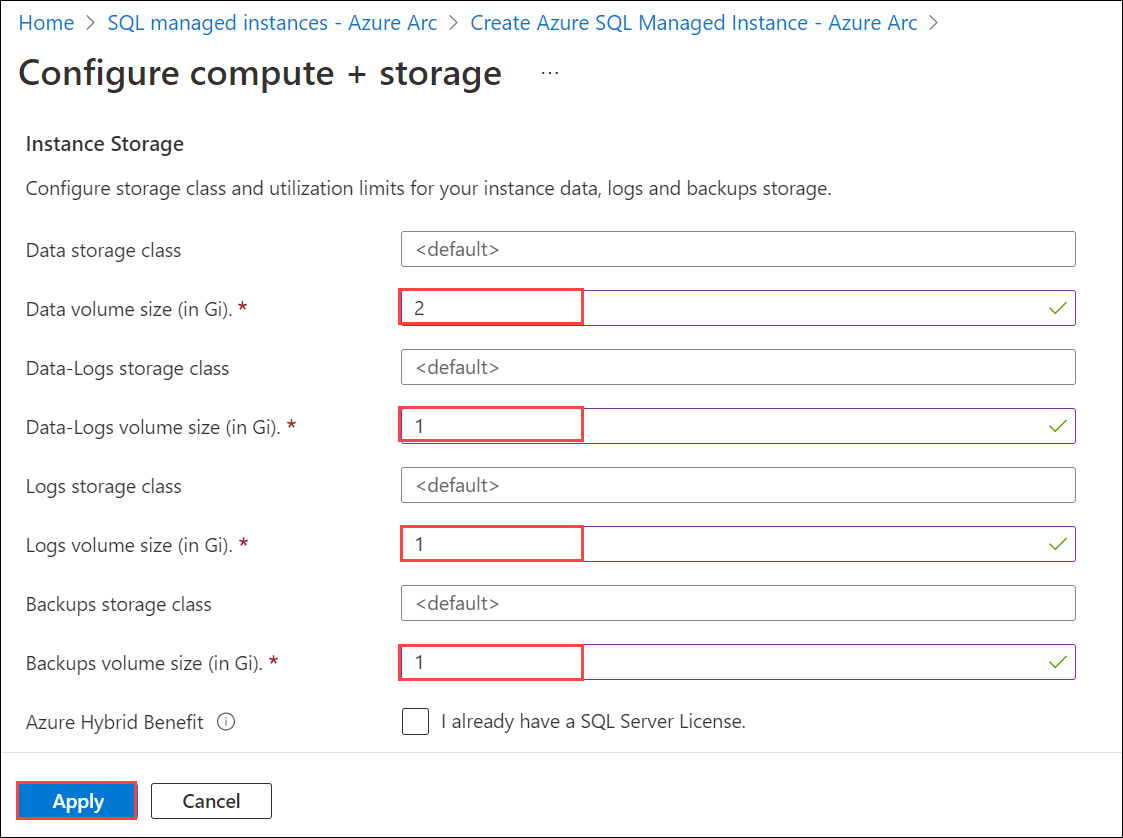 Home > SQL managed instances - Azure Arc > Create Azure SQL Managed Instance - Azure Arc >
Configure compute + storage ...
Instance Storage
Configure storage class and utilization limits for your instance data, logs and backups storage.
Data storage class <default>
Data volume size (in Gi). * 2
Data-Logs storage class <default>
Data-Logs volume size (in Gi). * 1
Logs storage class <default>
Logs volume size (in Gi). * 1
Backups storage class <default>
Backups volume size (in Gi). * 1
Azure Hybrid Benefit I already have a SQL Server License.
Apply Cancel